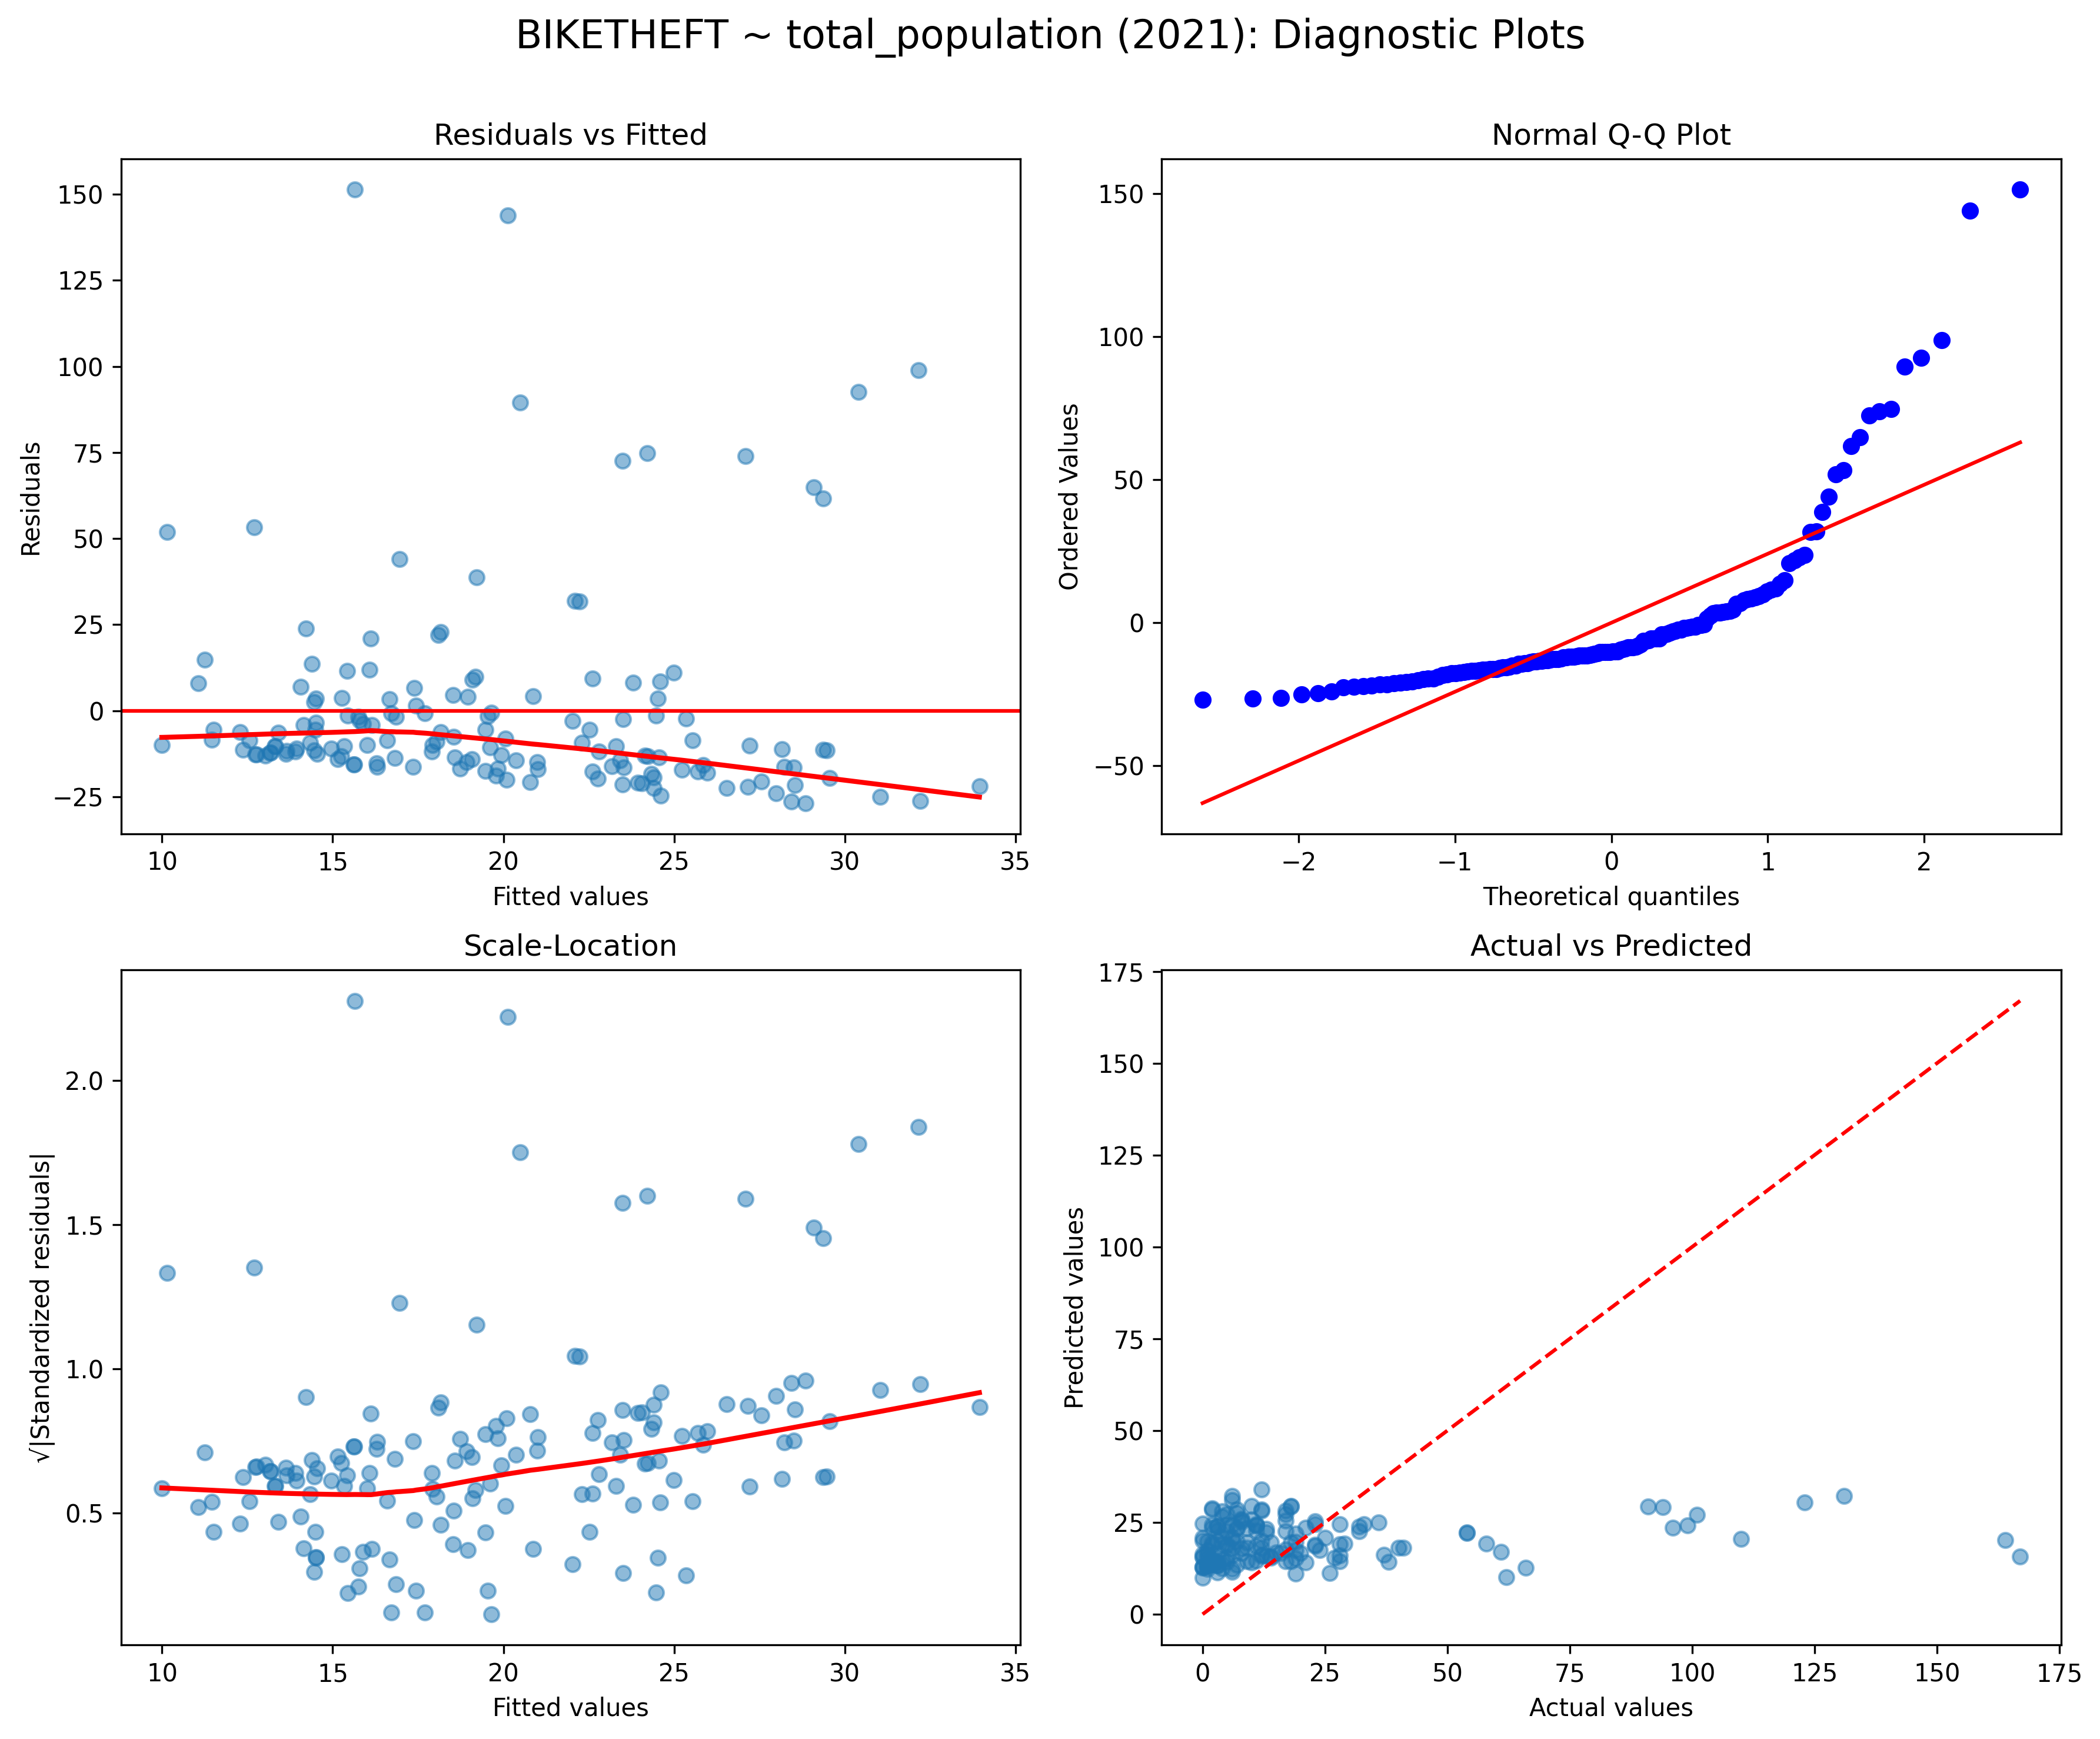 BIKETHEFT ~ total_population (2021): Diagnostic Plots
Residuals vs Fitted
150
125
100
75
50
25
0
−25
Residuals
10 15 20 25 30 35
Fitted values
Normal Q-Q Plot
150
100
50
0
−50
Ordered Values
−2 −1 0 1 2
Theoretical quantiles
Scale-Location
2.0
1.5
1.0
0.5
√|Standardized residuals|
10 15 20 25 30 35
Fitted values
Actual vs Predicted
175
150
125
100
75
50
25
0
Predicted values
0 25 50 75 100 125 150 175
Actual values